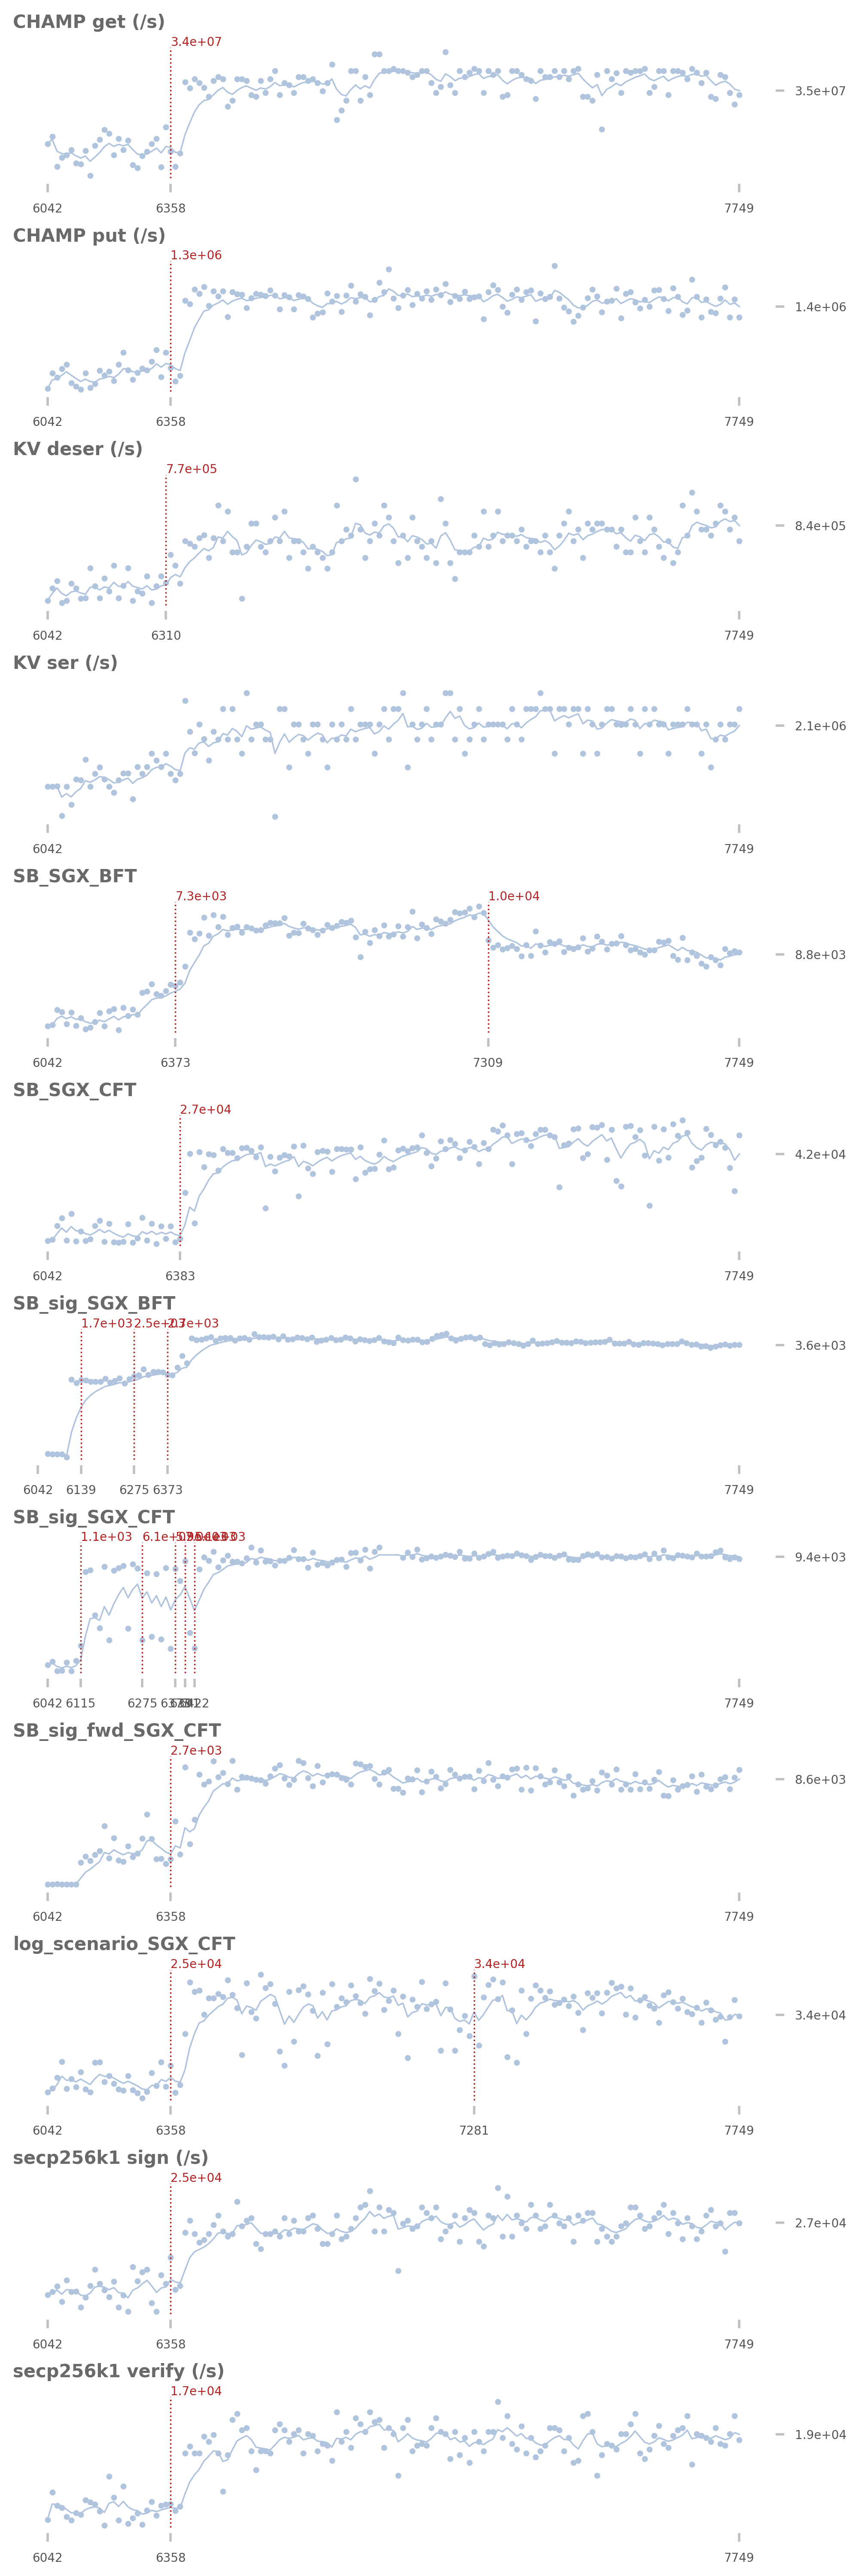 CHAMP get (/s)
3.4e+07
3.5e+07
6042 6358 7749
CHAMP put (/s)
1.3e+06
1.4e+06
6042 6358 7749
KV deser (/s)
7.7e+05
8.4e+05
6042 6310 7749
KV ser (/s)
2.1e+06
6042 7749
SB_SGX_BFT
7.3e+03 1.0e+04
8.8e+03
6042 6373 7309 7749
SB_SGX_CFT
2.7e+04
4.2e+04
6042 6383 7749
SB_sig_SGX_BFT
1.7e+03 2.5e+03 2.7e+03
3.6e+03
6042 6139 6275 6373 7749
SB_sig_SGX_CFT
1.1e+03
9.4e+03
6042 6115 6275 7749
SB_sig_fwd_SGX_CFT
2.7e+03
8.6e+03
6042 6358 7749
log_scenario_SGX_CFT
2.5e+04 3.4e+04
3.4e+04
6042 6358 7281 7749
secp256k1 sign (/s)
2.5e+04
2.7e+04
6042 6358 7749
secp256k1 verify (/s)
1.7e+04
1.9e+04
6042 6358 7749